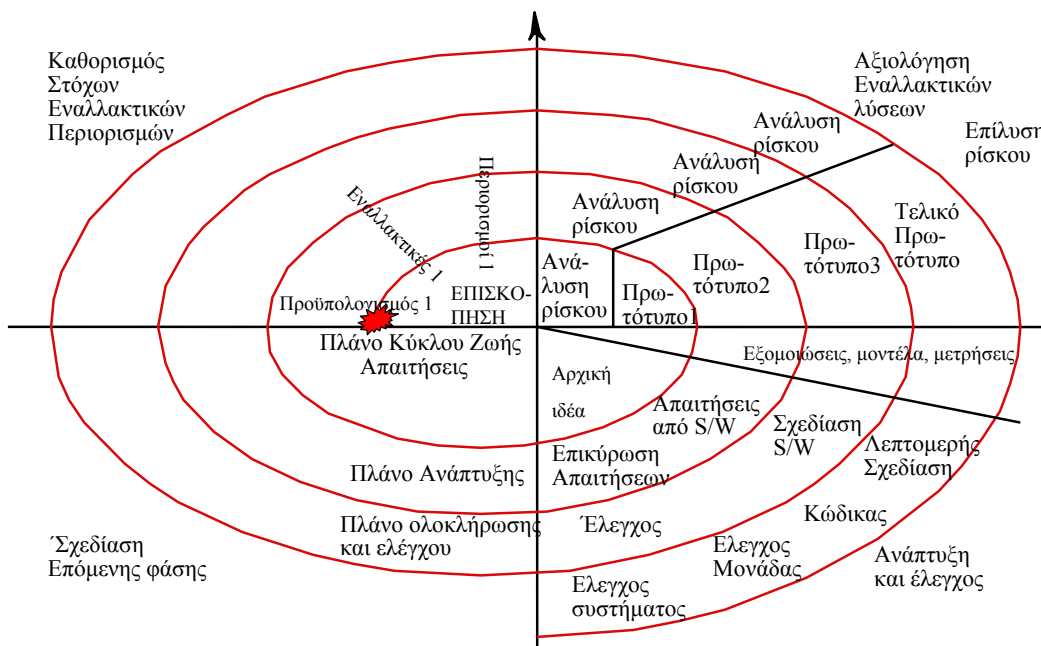 Καθορισμός
Στόχων
Εναλλακτικών
Περιορισμών
Αξιολόγηση
Εναλλακτικών
λύσεων
Επίλυση
ρίσκου
Ανάλυση
ρίσκου
Ανάλυση
ρίσκου
Ανάλυση
ρίσκου
Ανά-
λυση
ρίσκου
Περιορισμοί 1
Εναλλακτικές 1
Προϋπολογισμός 1
ΕΠΙΣΚΟ-
ΠΗΣΗ
Πρω-
τότυπο1
Πρω-
τότυπο2
Πρω-
τότυπο3
Τελικό
Πρω-
τότυπο
Πλάνο Κύκλου Ζωής
Απαιτήσεις
Εξομοιώσεις, μοντέλα, μετρήσεις
Αρχική
ιδέα
Απαιτήσεις
από S/W
Σχεδίαση
S/W
Λεπτομερής
Σχεδίαση
Πλάνο Ανάπτυξης
Επικύρωση
Απαιτήσεων
Κώδικας
Πλάνο ολοκλήρωσης
και ελέγχου
Έλεγχος
Ελεγχος
Μονάδας
Ανάπτυξη
και έλεγχος
΄Σχεδίαση
Επόμενης φάσης
Ελεγχος
συστήματος